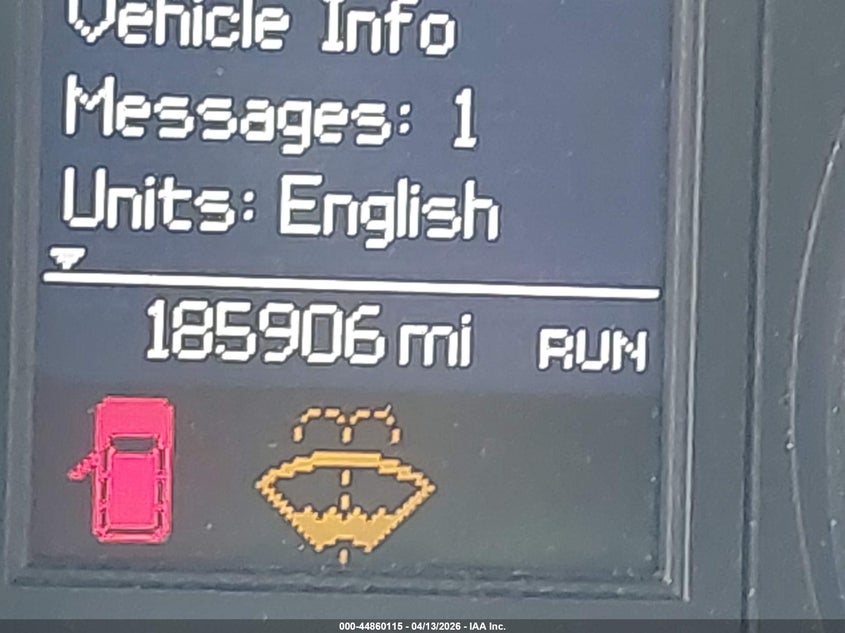 Vehicle Info
Messages: 1
Units: English
185906 mi RUN
000-44860115 - 04/13/2026 - IAA Inc.